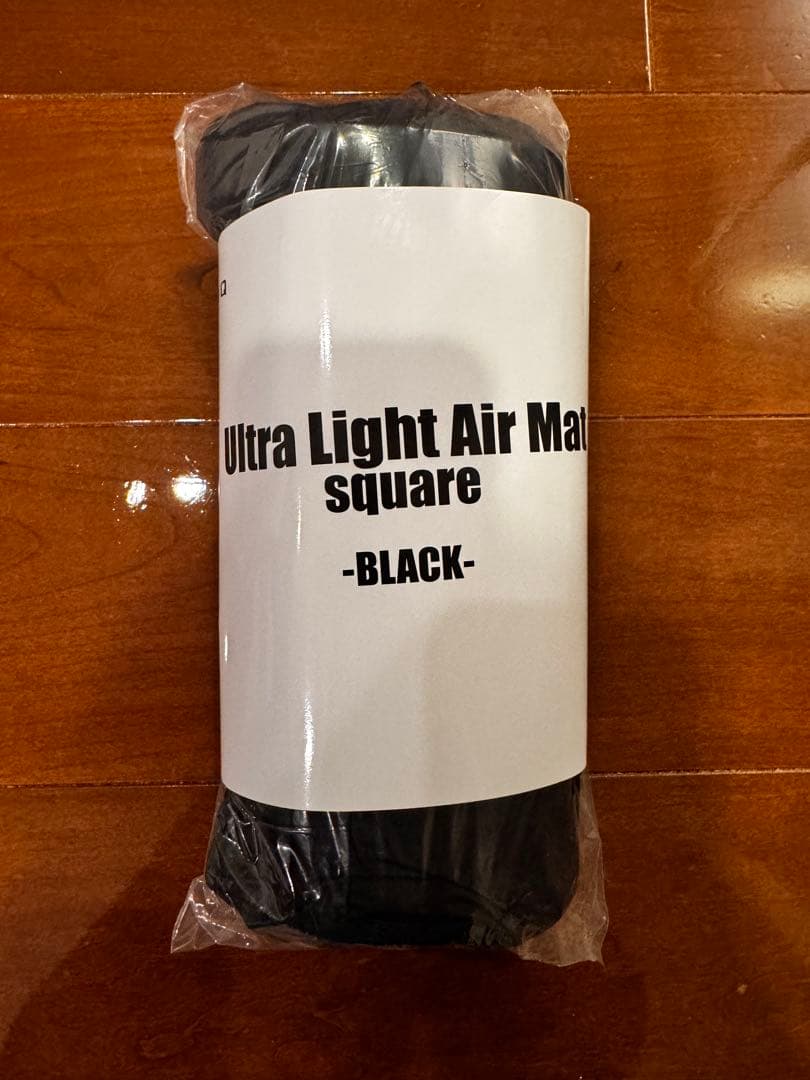 Ultra Light Air Mat
square
-BLACK-